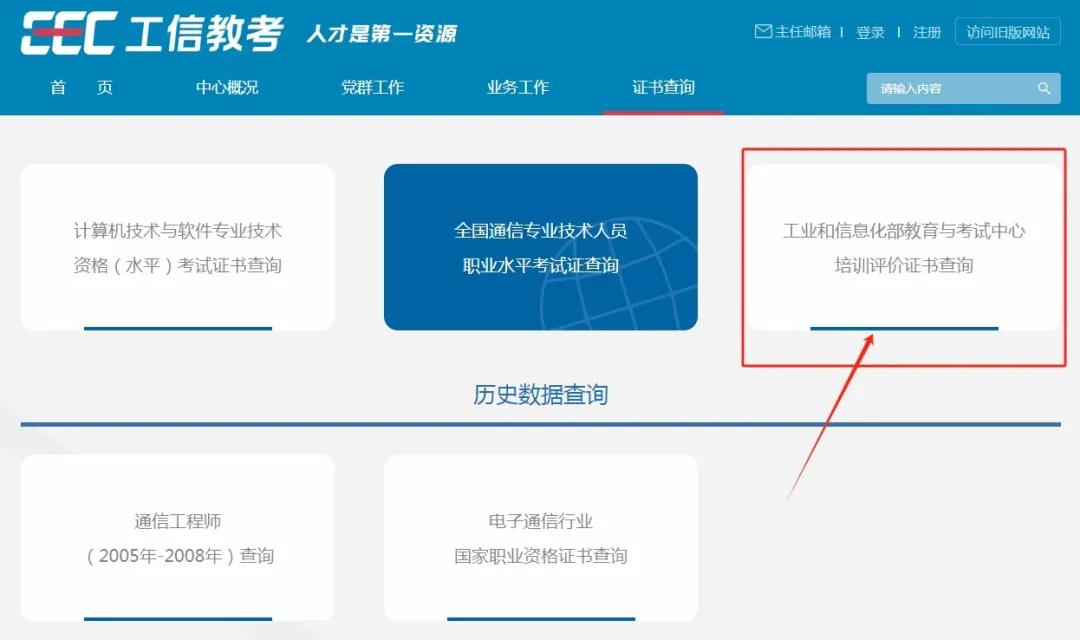 EEC 工信教考 人才是第一资源
主任邮箱 | 登录 | 注册 访问旧版网站
首 页 中心概况 党群工作 业务工作 证书查询 请输入内容
计算机技术与软件专业技术
资格（水平）考试证书查询
全国通信专业技术人员
职业水平考试证查询
工业和信息化部教育与考试中心
培训评价证书查询
历史数据查询
通信工程师
（2005年-2008年）查询
电子通信行业
国家职业资格证书查询